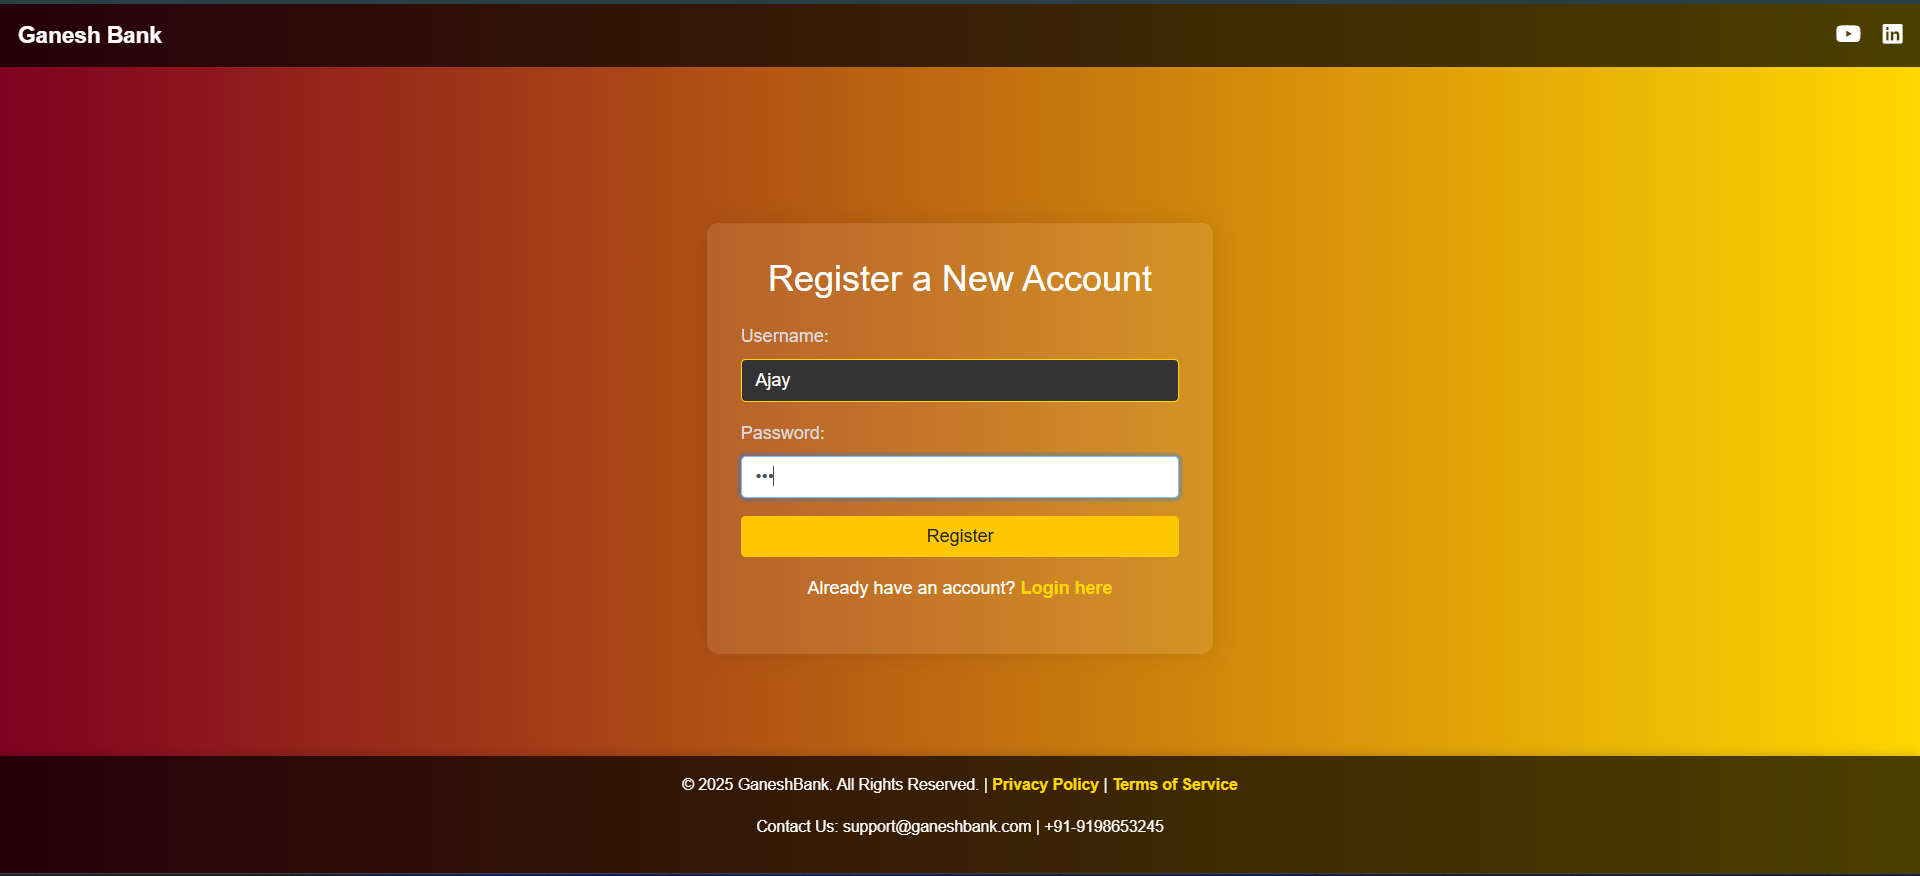 Ganesh Bank
Register a New Account
Username:
Ajay
Password:
•••
Register
Already have an account? Login here
© 2025 GaneshBank. All Rights Reserved. | Privacy Policy | Terms of Service
Contact Us: support@ganeshbank.com | +91-9198653245